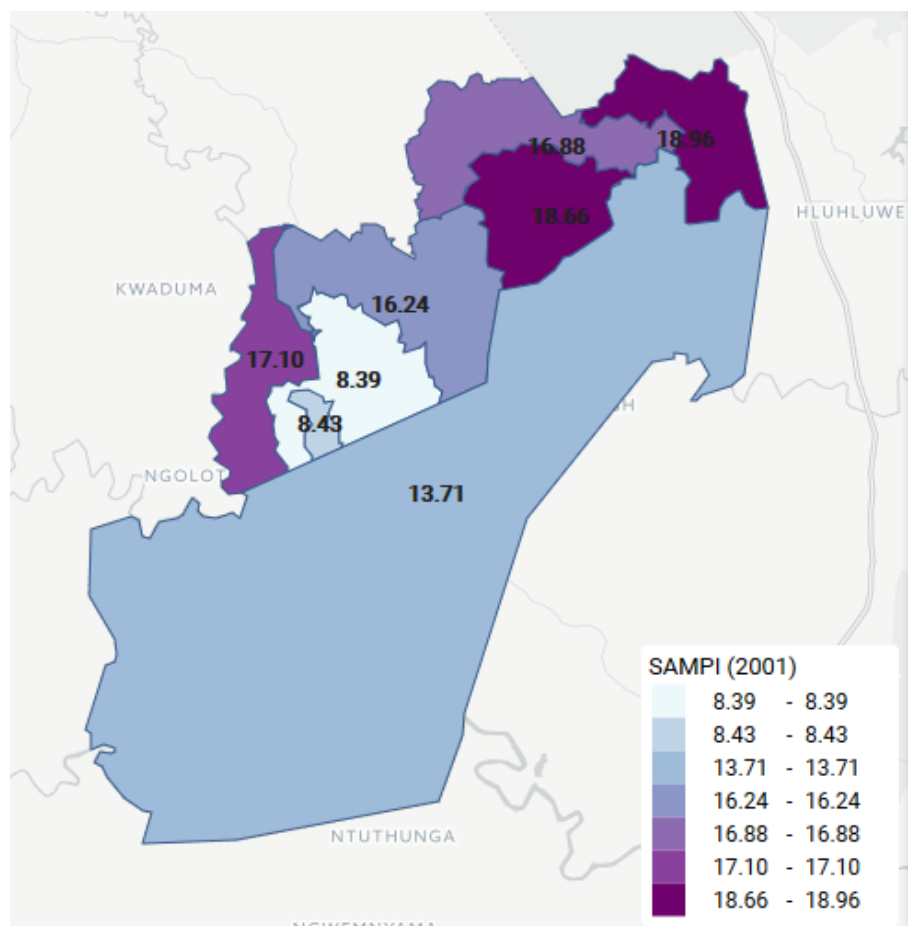 16.88
18.96
18.66
HLUHLUWE
KWADUMA
16.24
17.10
8.39
8.43
NGOLOT
13.71
SAMPI (2001)
8.39 - 8.39
8.43 - 8.43
13.71 - 13.71
16.24 - 16.24
16.88 - 16.88
17.10 - 17.10
18.66 - 18.96
NTUTHUNGA
NGWEMNYAMA